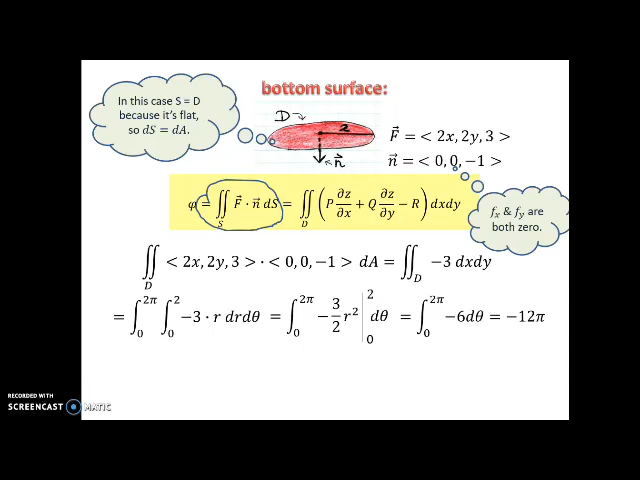 bottom surface:
In this case S = D
because it's flat,
so dS = dA.
D→
2
n⃗
F⃗ = < 2x, 2y, 3 >
n⃗ = < 0, 0, −1 >
φ = ∬_S F⃗ · n⃗ dS = ∬_D (P ∂z/∂x + Q ∂z/∂y − R) dxdy
f_x & f_y are
both zero.
∬_D < 2x, 2y, 3 > · < 0, 0, −1 > dA = ∬_D −3 dxdy
= ∫_0^{2π} ∫_0^2 −3 · r drdθ = ∫_0^{2π} −3/2 r² |_0^2 dθ = ∫_0^{2π} −6dθ = −12π
RECORDED WITH
SCREENCAST MATIC